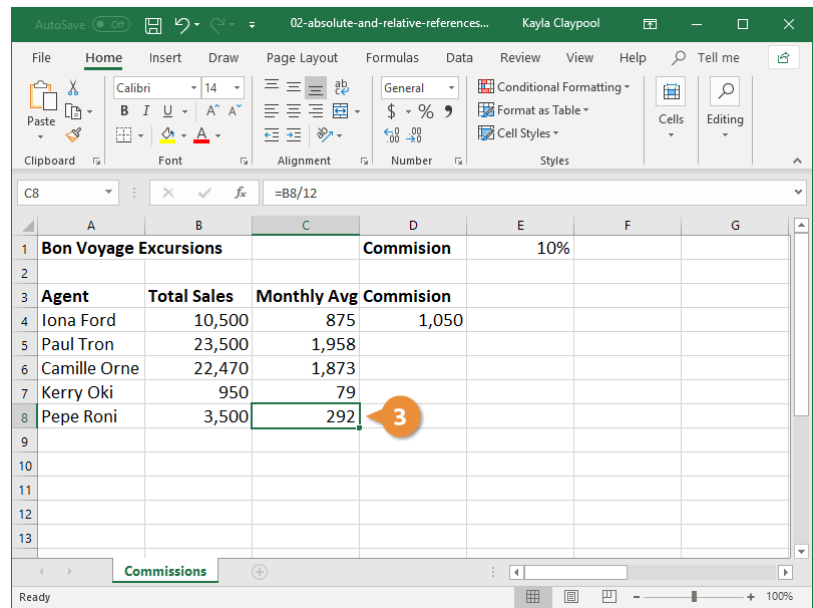 AutoSave Off 02-absolute-and-relative-references... Kayla Claypool
File Home Insert Draw Page Layout Formulas Data Review View Help Tell me
Calibri 14 ab General Conditional Formatting
Paste B I U A A $ % 9 Format as Table Cells Editing
A .00 .00 Cell Styles
Clipboard Font Alignment Number Styles
C8 fx =B8/12
A B C D E F G
1 Bon Voyage Excursions Commision 10%
2
3 Agent Total Sales Monthly Avg Commision
4 Iona Ford 10,500 875 1,050
5 Paul Tron 23,500 1,958
6 Camille Orne 22,470 1,873
7 Kerry Oki 950 79
8 Pepe Roni 3,500 292 3
9
10
11
12
13
Commissions
Ready 100%